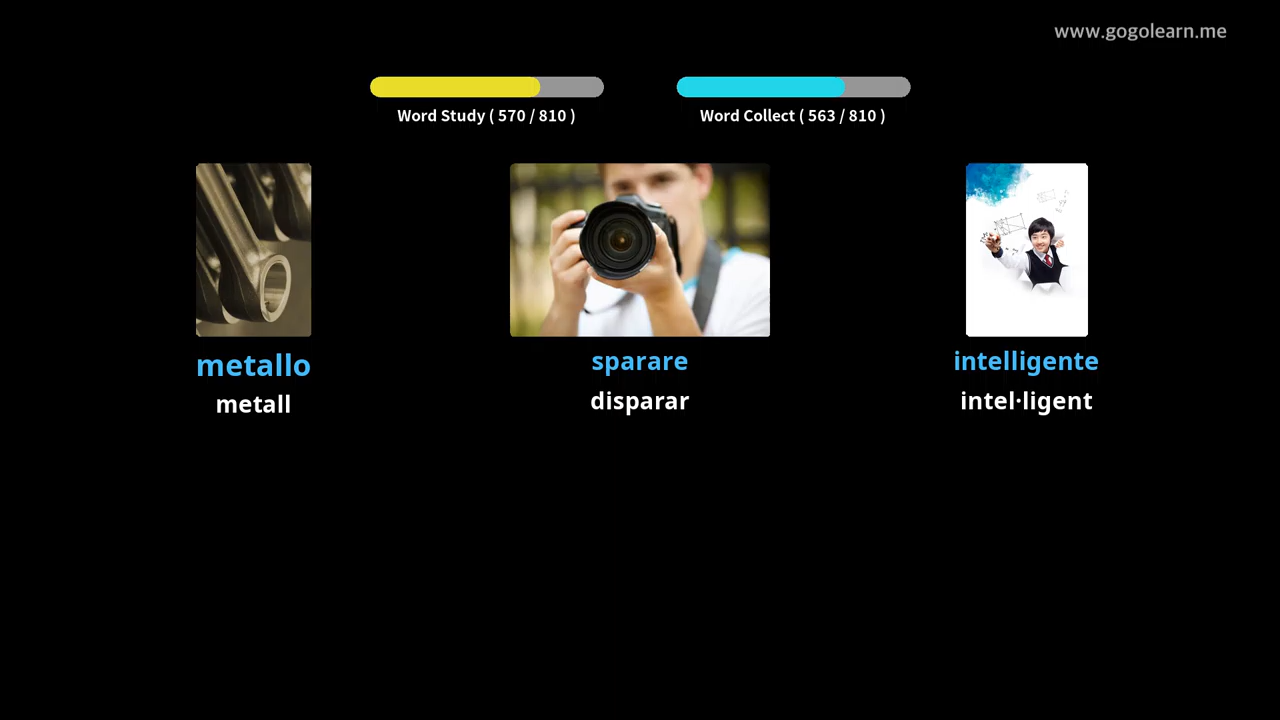 www.gogolearn.me
Word Study ( 570 / 810 )
Word Collect ( 563 / 810 )
metallo
metall
sparare
disparar
intelligente
intel·ligent